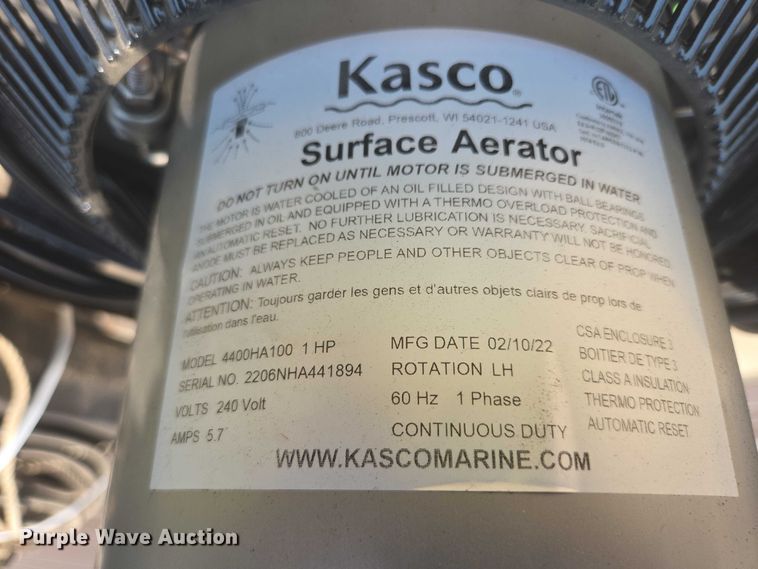 Kasco®
800 Deere Road, Prescott, WI 54021-1241 USA
Surface Aerator
DO NOT TURN ON UNTIL MOTOR IS SUBMERGED IN WATER
THE MOTOR IS WATER COOLED OF AN OIL FILLED DESIGN WITH BALL BEARINGS
SUBMERGED IN OIL AND EQUIPPED WITH A THERMO OVERLOAD PROTECTION AND
AN AUTOMATIC RESET. NO FURTHER LUBRICATION IS NECESSARY. SACRIFICIAL
ANODE MUST BE REPLACED AS NECESSARY OR WARRANTY WILL NOT BE HONORED.
CAUTION: ALWAYS KEEP PEOPLE AND OTHER OBJECTS CLEAR OF PROP WHEN
OPERATING IN WATER.
ATTENTION: Toujours garder les gens et d'autres objets clairs de prop lors de
l'utilisation dans l'eau.
MODEL 4400HA100 1 HP
SERIAL NO. 2206NHA441894
VOLTS 240 Volt
AMPS 5.7
MFG DATE 02/10/22
ROTATION LH
60 Hz 1 Phase
CONTINUOUS DUTY
CSA ENCLOSURE 3
BOITIER DE TYPE 3
CLASS A INSULATION
THERMO PROTECTION
AUTOMATIC RESET
WWW.KASCOMARINE.COM
Purple Wave Auction